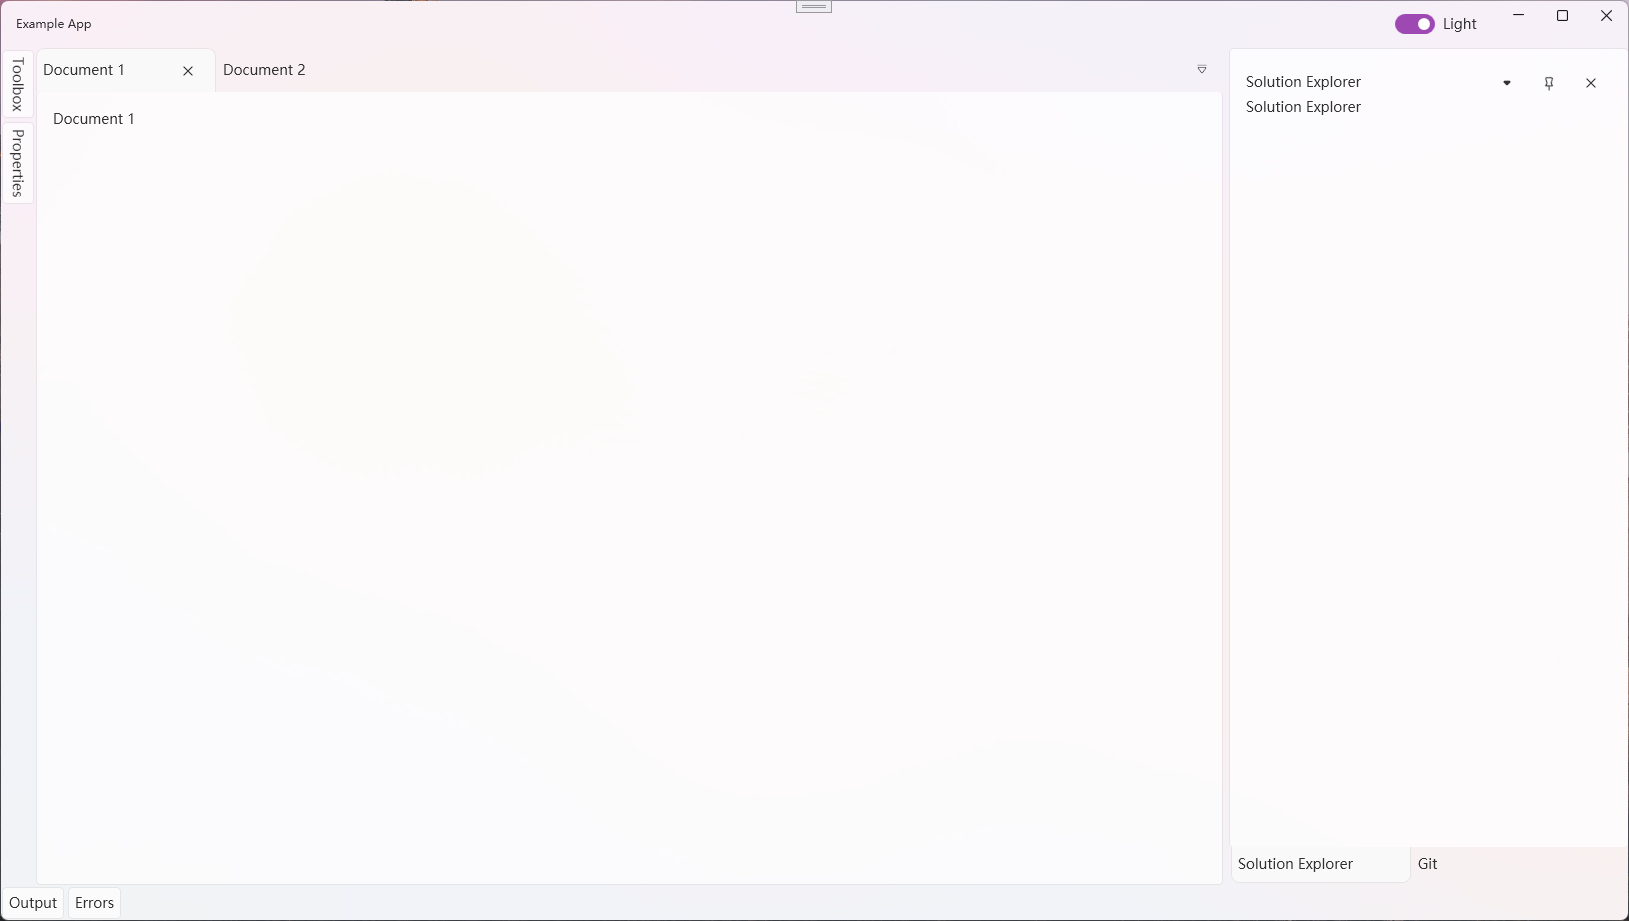 Example App
Light
Toolbox
Properties
Document 1
Document 2
Document 1
Solution Explorer
Solution Explorer
Solution Explorer
Git
Output
Errors